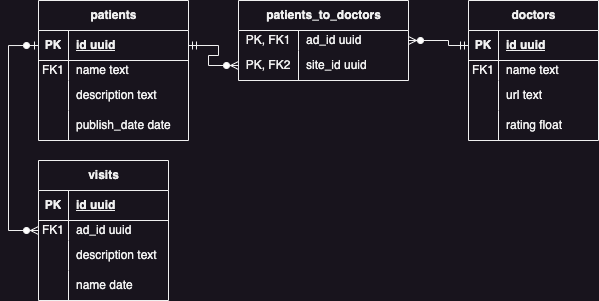 patients
PK id uuid
FK1 name text
description text
publish_date date
patients_to_doctors
PK, FK1 ad_id uuid
PK, FK2 site_id uuid
doctors
PK id uuid
FK1 name text
url text
rating float
visits
PK id uuid
FK1 ad_id uuid
description text
name date